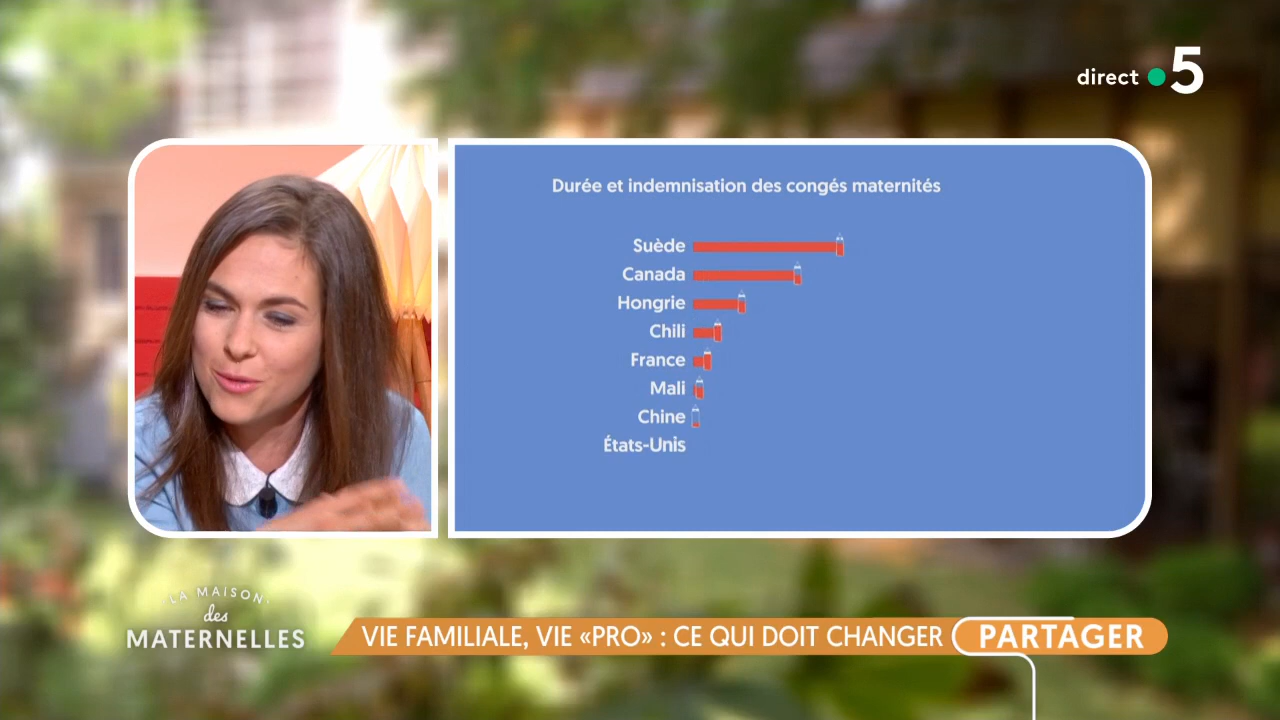 direct 5
Durée et indemnisation des congés maternités
Suède
Canada
Hongrie
Chili
France
Mali
Chine
États-Unis
LA MAISON
des
MATERNELLES
VIE FAMILIALE, VIE «PRO» : CE QUI DOIT CHANGER PARTAGER